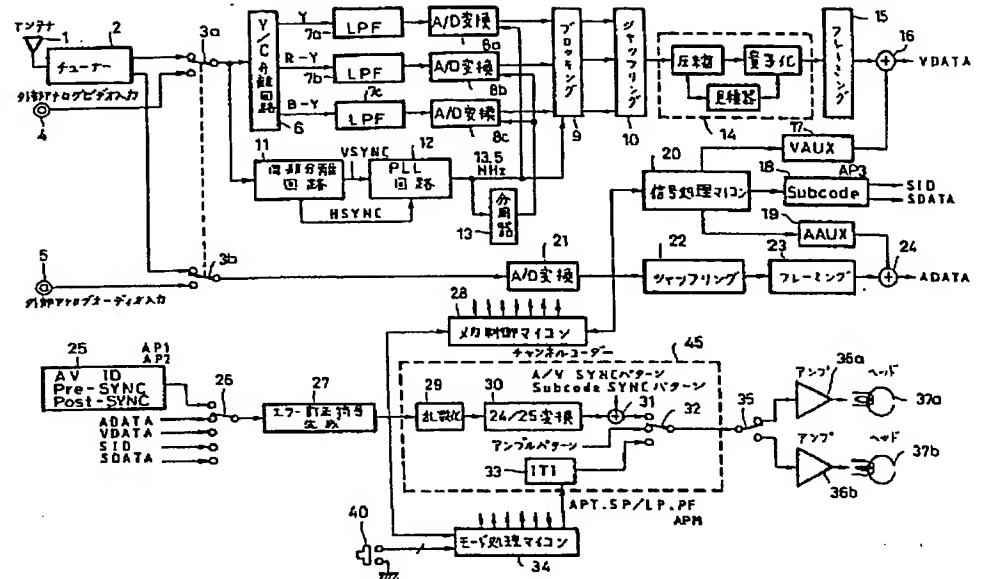 アンテナ
1
2
チューナー
3a
外部アナログビデオ入力
4
Y/C分離回路
6
Y
R-Y
B-Y
LPF
7a
LPF
7b
7c
LPF
A/D変換
8a
A/D変換
8b
A/D変換
8c
ブロッキング
9
シャッフリング
10
圧縮
量子化
見積器
14
15
フレーミング
16
VDATA
11
同期分離回路
VSYNC
HSYNC
12
PLL回路
13.5
MHz
分周路
13
17
VAUX
20
信号処理マイコン
18
AP3
Subcode
SID
SDATA
19
AAUX
24
ADATA
5
外部アナログオーディオ入力
3b
21
A/D変換
22
シャッフリング
23
フレーミング
28
メカ制御マイコン
25
AP1
AP2
AV ID
Pre-SYNC
Post-SYNC
ADATA
VDATA
SID
SDATA
26
27
エラー訂正符号生成
チャンネルコーダー
45
A/V SYNCパターン
Subcode SYNCパターン
29
乱数化
30
24/25変換
31
32
アンブルパターン
33
ITI
APT.SP/LP.PF
APM
40
モード処理マイコン
34
35
アンプ
36a
ヘッド
37a
アンプ
36b
ヘッド
37b